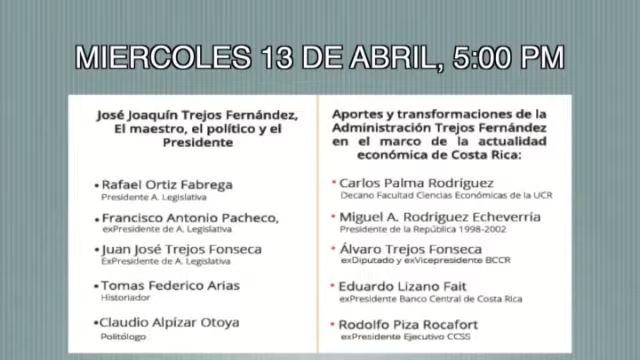 MIERCOLES 13 DE ABRIL, 5:00 PM
José Joaquín Trejos Fernández,
El maestro, el político y el
Presidente
•Rafael Ortiz Fabrega
Presidente A. Legislativa
•Francisco Antonio Pacheco,
exPresidente de A. Legislativa
•Juan José Trejos Fonseca
ExPresidente de A. Legislativa
•Tomas Federico Arias
Historiador
•Claudio Alpízar Otoya
Politólogo
Aportes y transformaciones de la
Administración Trejos Fernández
en el marco de la actualidad
económica de Costa Rica:
•Carlos Palma Rodríguez
Decano Facultad Ciencias Económicas de la UCR
•Miguel A. Rodríguez Echeverría
Presidente de la República 1998-2002
•Álvaro Trejos Fonseca
exDiputado y exVicepresidente BCCR
•Eduardo Lizano Fait
exPresidente Banco Central de Costa Rica
•Rodolfo Piza Rocafort
exPresidente Ejecutivo CCSS